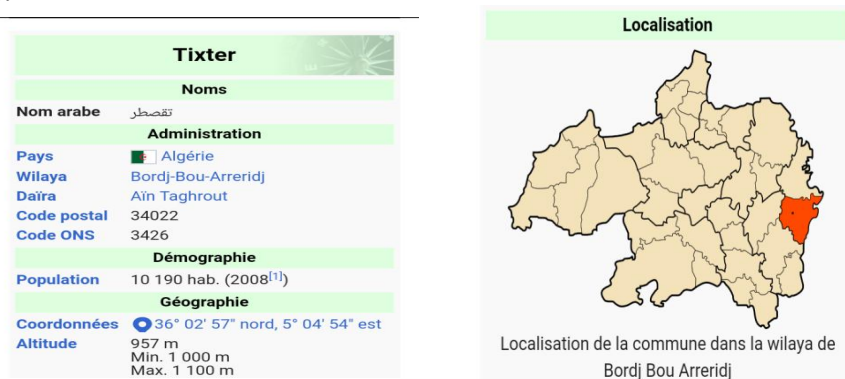 Tixter
Noms
Nom arabe تقصطر
Administration
Pays Algérie
Wilaya Bordj-Bou-Arreridj
Daïra Aïn Taghrout
Code postal 34022
Code ONS 3426
Démographie
Population 10 190 hab. (2008[1])
Géographie
Coordonnées 36° 02' 57" nord, 5° 04' 54" est
Altitude 957 m
Min. 1 000 m
Max. 1 100 m
Localisation
Localisation de la commune dans la wilaya de
Bordj Bou Arreridj